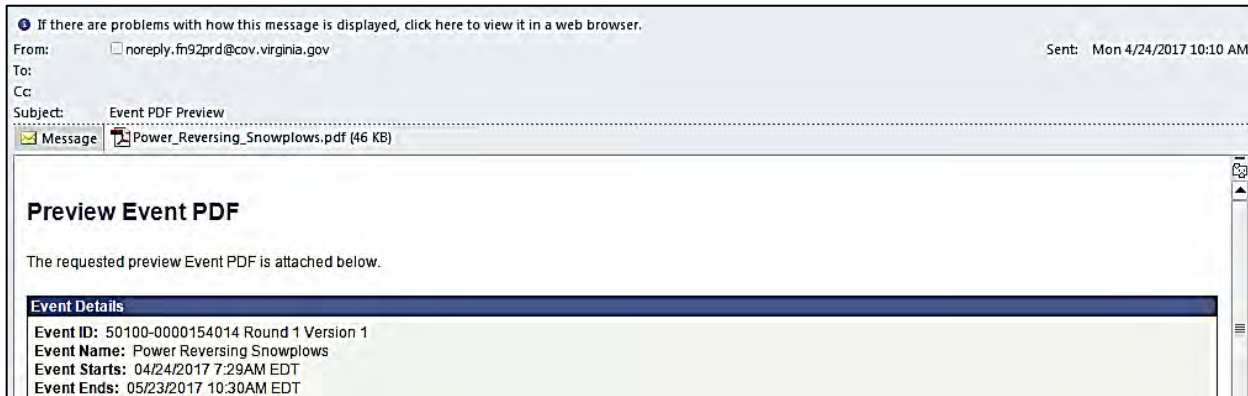 If there are problems with how this message is displayed, click here to view it in a web browser.
From: noreply.fn92prd@cov.virginia.gov Sent: Mon 4/24/2017 10:10 AM
To:
Cc:
Subject: Event PDF Preview
Message Power_Reversing_Snowplows.pdf (46 KB)
Preview Event PDF
The requested preview Event PDF is attached below.
Event Details
Event ID: 50100-0000154014 Round 1 Version 1
Event Name: Power Reversing Snowplows
Event Starts: 04/24/2017 7:29AM EDT
Event Ends: 05/23/2017 10:30AM EDT